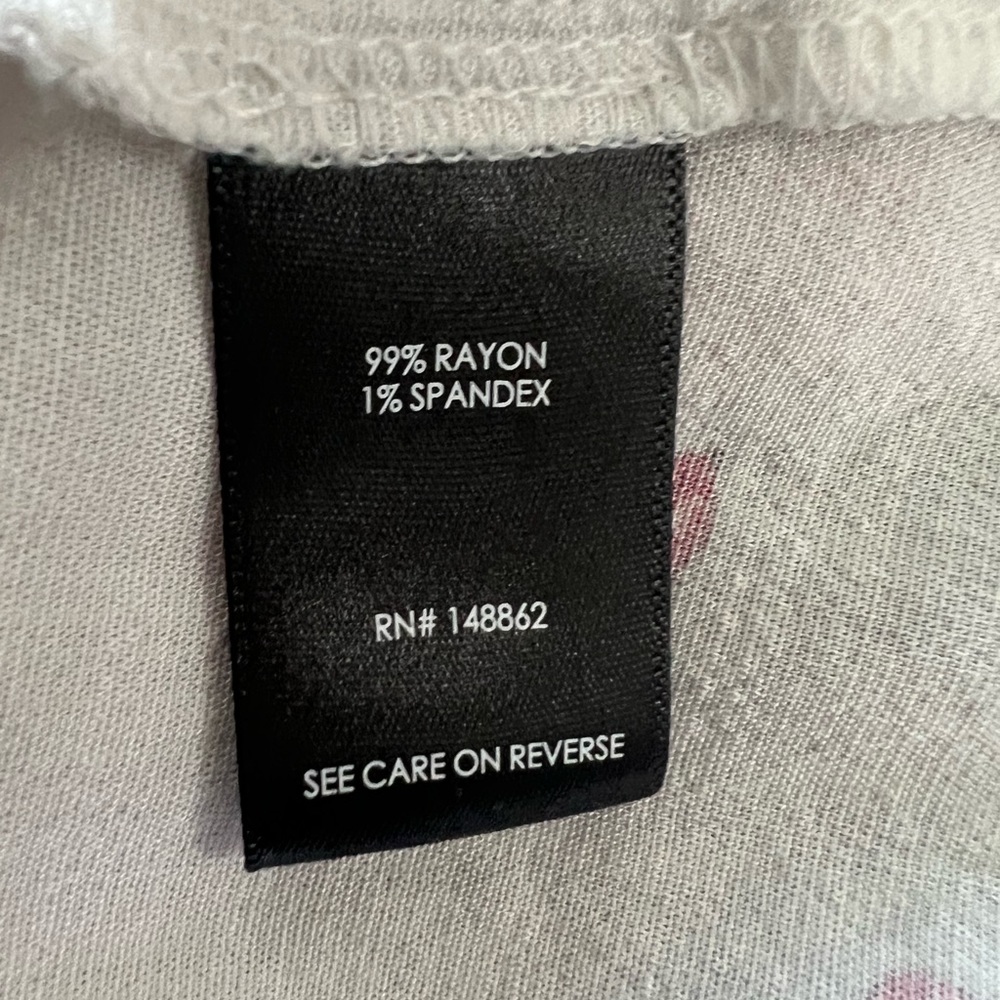 99% RAYON
1% SPANDEX
RN# 148862
SEE CARE ON REVERSE